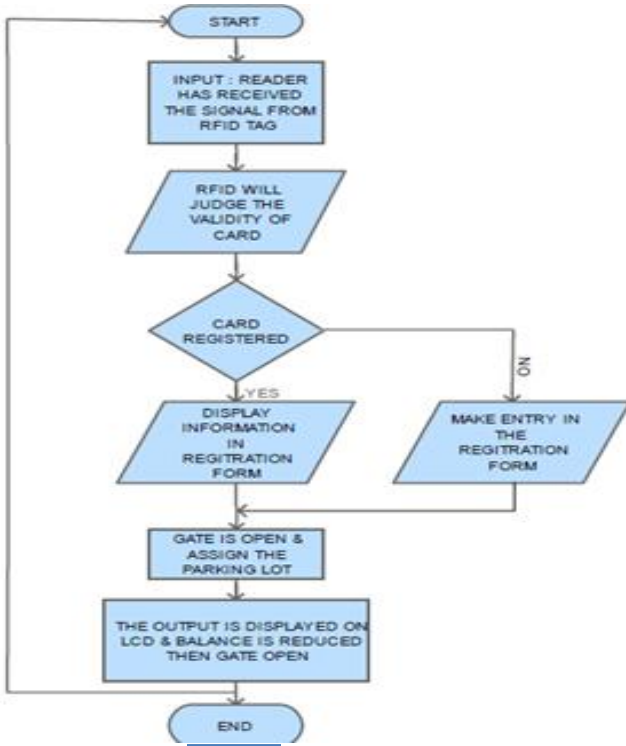 START
INPUT : READER
HAS RECEIVED
THE SIGNAL FROM
RFID TAG
RFID WILL
JUDGE THE
VALIDITY OF
CARD
CARD
REGISTERED
NO
YES
DISPLAY
INFORMATION
IN
REGITRATION
FORM
MAKE ENTRY IN
THE
REGITRATION
FORM
GATE IS OPEN &
ASSIGN THE
PARKING LOT
THE OUTPUT IS DISPLAYED ON
LCD & BALANCE IS REDUCED
THEN GATE OPEN
END